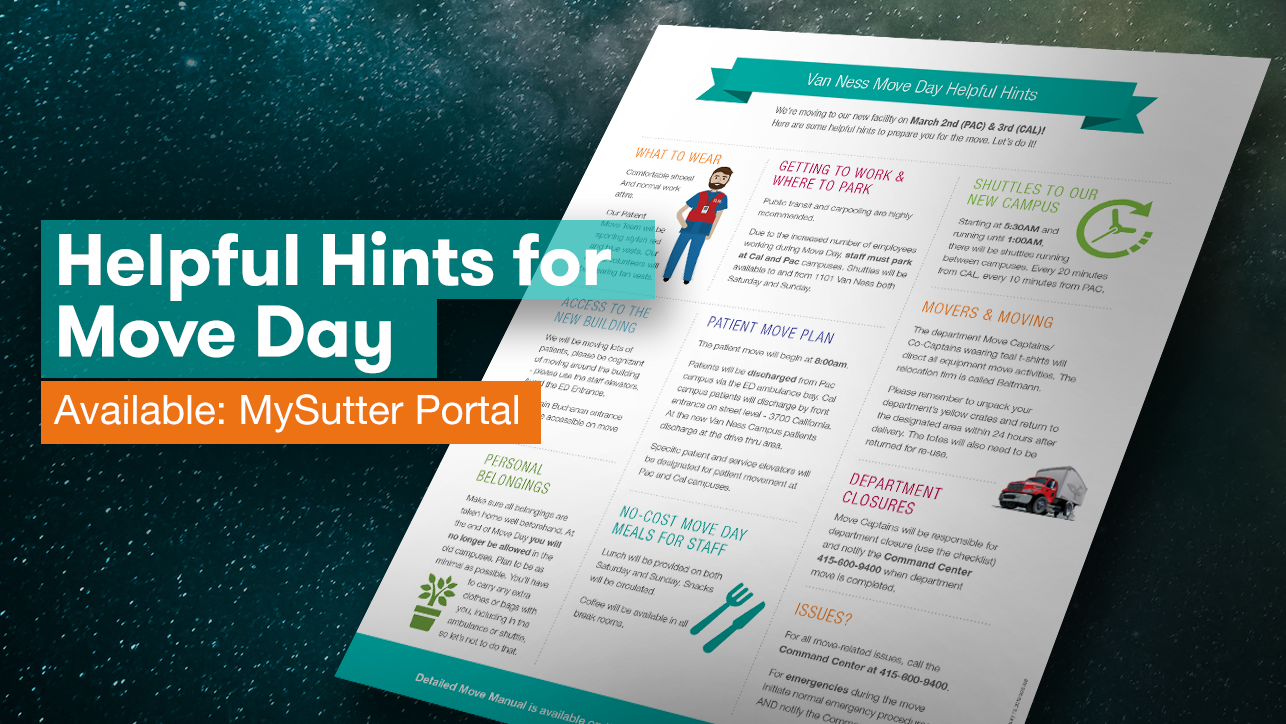 Helpful Hints for
Move Day
Available: MySutter Portal
Van Ness Move Day Helpful Hints
We're moving to our new facility on March 2nd (PAC) & 3rd (CAL)!
Here are some helpful hints to prepare you for the move. Let's do it!
WHAT TO WEAR
Comfortable shoes!
And normal work
attire.
Our Patient
Move Team will be
sporting stylish red
and blue vests. Our
volunteers will
wearing tan vests.
ACCESS TO THE
NEW BUILDING
We will be moving lots of
patients, please be cognizant
of moving around the building
- please use the staff elevators,
the ED Entrance.
Buchanan entrance
accessible on move
PERSONAL
BELONGINGS
Make sure all belongings are
taken home well beforehand. At
the end of Move Day you will
no longer be allowed in the
old campuses. Plan to be as
minimal as possible. You'll have
to carry any extra
clothes or bags with
you, including in the
ambulance or shuttle,
so let's not to do that.
GETTING TO WORK &
WHERE TO PARK
Public transit and carpooling are highly
recommended.
Due to the increased number of employees
working during Move Day, staff must park
at Cal and Pac campuses. Shuttles will be
available to and from 1101 Van Ness both
Saturday and Sunday.
PATIENT MOVE PLAN
The patient move will begin at 8:00am.
Patients will be discharged from Pac
campus via the ED ambulance bay. Cal
campus patients will discharge by front
entrance on street level - 3700 California.
At the new Van Ness Campus patients
discharge at the drive thru area.
Specific patient and service elevators will
be designated for patient movement at
Pac and Cal campuses.
NO-COST MOVE DAY
MEALS FOR STAFF
Lunch will be provided on both
Saturday and Sunday. Snacks
will be circulated.
Coffee will be available in all
break rooms.
SHUTTLES TO OUR
NEW CAMPUS
Starting at 5:30AM and
running until 1:00AM,
there will be shuttles running
between campuses. Every 20 minutes
from CAL, every 10 minutes from PAC.
MOVERS & MOVING
The department Move Captains/
Co-Captains wearing teal t-shirts will
direct all equipment move activities. The
relocation firm is called Beltmann.
Please remember to unpack your
department's yellow crates and return to
the designated area within 24 hours after
delivery. The totes will also need to be
returned for re-use.
DEPARTMENT
CLOSURES
Move Captains will be responsible for
department closure (use the checklist)
and notify the Command Center
415-600-9400 when department
move is completed.
ISSUES?
For all move-related issues, call the
Command Center at 415-600-9400.
For emergencies during the move
initiate normal emergency procedur
AND notify the Comm
Detailed Move Manual is available on